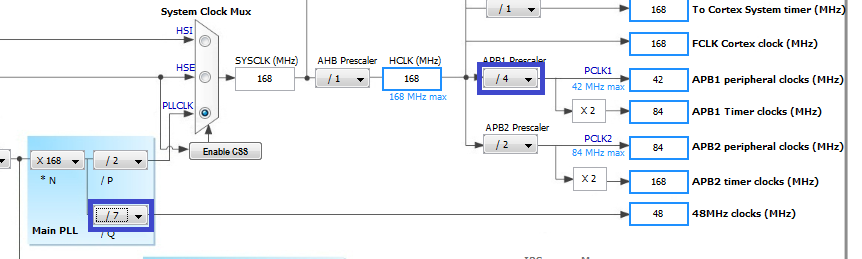 System Clock Mux
/ 1
168
To Cortex System timer (MHz)
HSI
168
FCLK Cortex clock (MHz)
SYSCLK (MHz)
AHB Prescaler
HCLK (MHz)
APB1 Prescaler
HSE
168
/ 1
168
/ 4
PCLK1
42
APB1 peripheral clocks (MHz)
168 MHz max
42 MHz max
PLLCLK
X 2
84
APB1 Timer clocks (MHz)
APB2 Prescaler
Enable CSS
/ 2
PCLK2
84
APB2 peripheral clocks (MHz)
84 MHz max
X 168
/ 2
* N
/ P
X 2
168
APB2 timer clocks (MHz)
/ 7
48
48MHz clocks (MHz)
Main PLL
/ Q